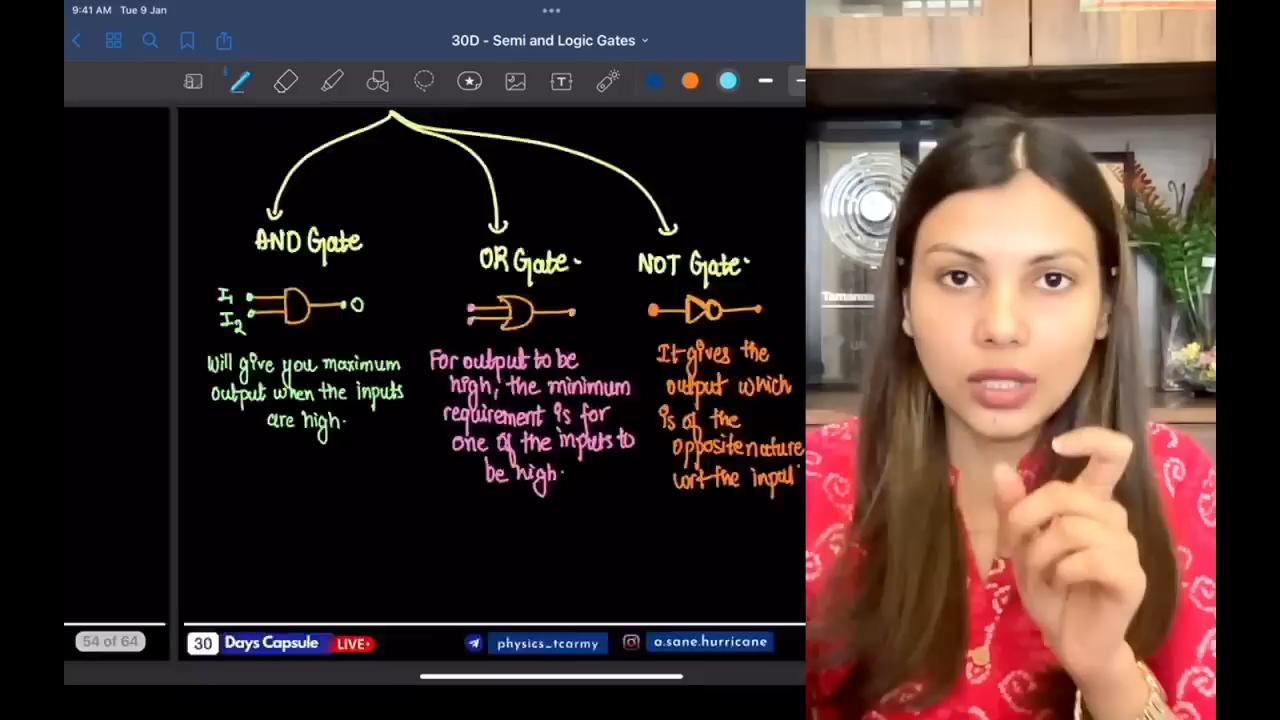 9:41 AM Tue 9 Jan
30D - Semi and Logic Gates
T
AND Gate
OR Gate.
NOT Gate.
I1
I2
O
Will give you maximum
output when the inputs
are high.
For output to be
high, the minimum
requirement is for
one of the inputs to
be high.
It gives the
output which
is of the
opposite nature
wrt the input.
Tamanna
54 of 64
30 Days Capsule LIVE
physics_tcarmy
a.sane.hurricane